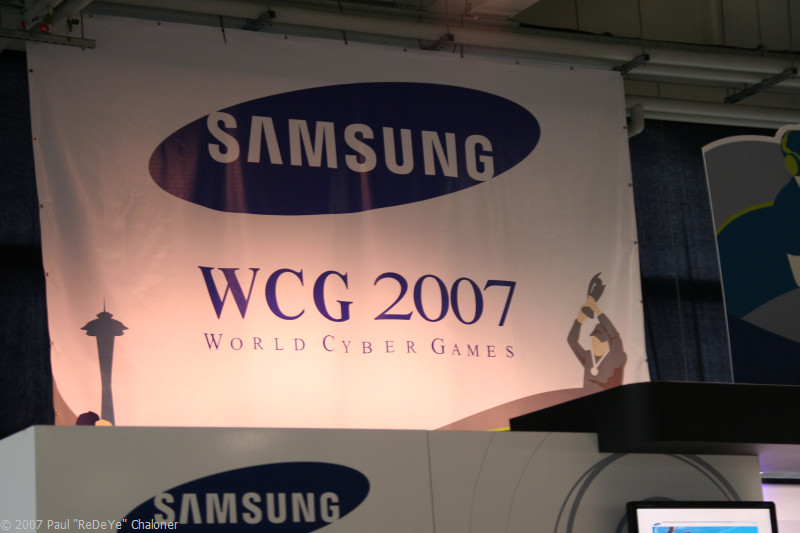 SAMSUNG
WCG 2007
WORLD CYBER GAMES
SAMSUNG
© 2007 Paul "ReDeYe" Chaloner